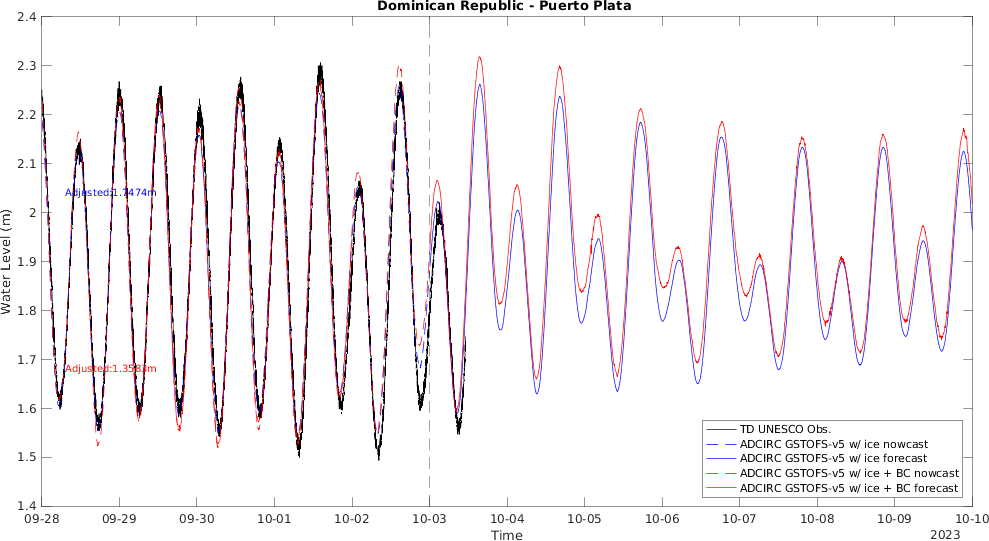 Dominican Republic - Puerto Plata
2.4
2.3
2.2
2.1
2
1.9
1.8
1.7
1.6
1.5
1.4
Water Level (m)
Adjusted:1.7474m
Adjusted:1.3583m
TD UNESCO Obs.
ADCIRC GSTOFS-v5 w/ ice nowcast
ADCIRC GSTOFS-v5 w/ ice forecast
ADCIRC GSTOFS-v5 w/ ice + BC nowcast
ADCIRC GSTOFS-v5 w/ ice + BC forecast
09-28 09-29 09-30 10-01 10-02 10-03 10-04 10-05 10-06 10-07 10-08 10-09 10-10
Time
2023